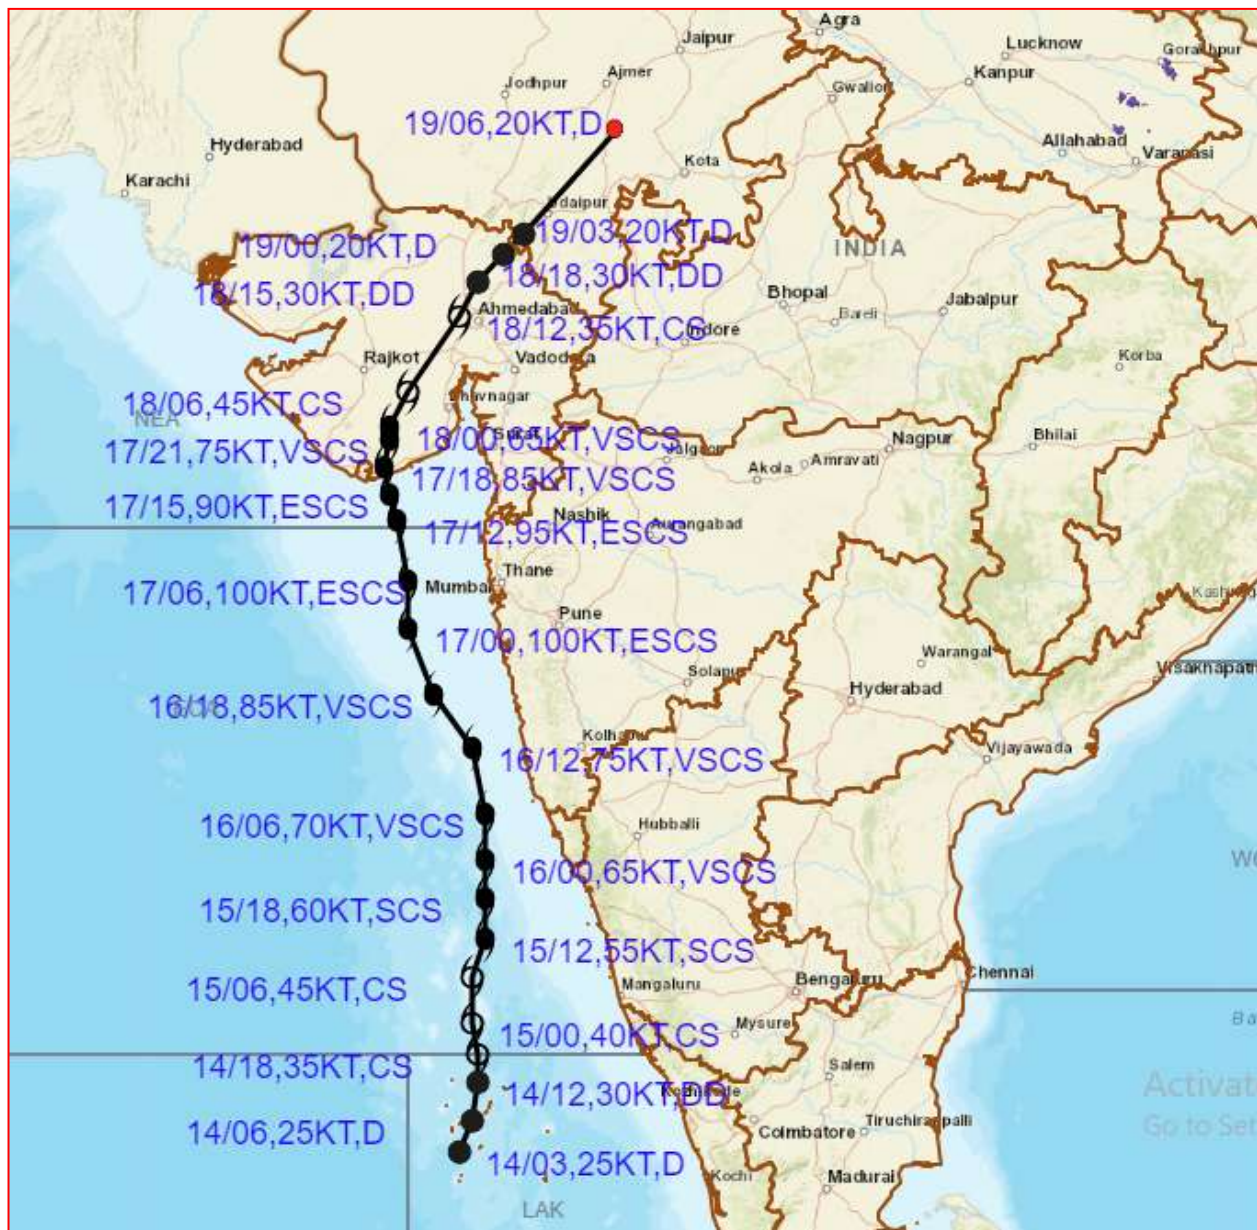 Agra
Jaipur
Lucknow
Gorakhpur
Ajmer
Jodhpur
Kanpur
Gwalior
19/06,20KT,D
Hyderabad
Allahabad
Varanasi
Kota
Karachi
Udaipur
19/03,20KT,D
19/00,20KT,D
INDIA
18/18,30KT,DD
18/15,30KT,DD
Bhopal
Jabalpur
Ahmedabad
Bareli
18/12,35KT,CS
Indore
Rajkot
Vadodara
Korba
Bhavnagar
18/06,45KT,CS
NEA
18/00,65KT,VSCS
Surat
Nagpur
Bhilai
17/21,75KT,VSCS
Jalgaon
Amravati
Akola
17/18,85KT,VSCS
17/15,90KT,ESCS
Nashik
Aurangabad
17/12,95KT,ESCS
Thane
Mumbai
17/06,100KT,ESCS
Pune
17/00,100KT,ESCS
Warangal
Solapur
Visakhapatn
Hyderabad
16/18,85KT,VSCS
Kolhapur
Vijayawada
16/12,75KT,VSCS
16/06,70KT,VSCS
Hubballi
16/00,65KT,VSCS
15/18,60KT,SCS
15/12,55KT,SCS
Chennai
Bengaluru
Mangaluru
15/06,45KT,CS
Mysuru
15/00,40KT,CS
14/18,35KT,CS
Salem
Activat
14/12,30KT,DD
Kozhikode
Tiruchirappalli
Go to Set
14/06,25KT,D
Coimbatore
14/03,25KT,D
Kochi
Madurai
LAK